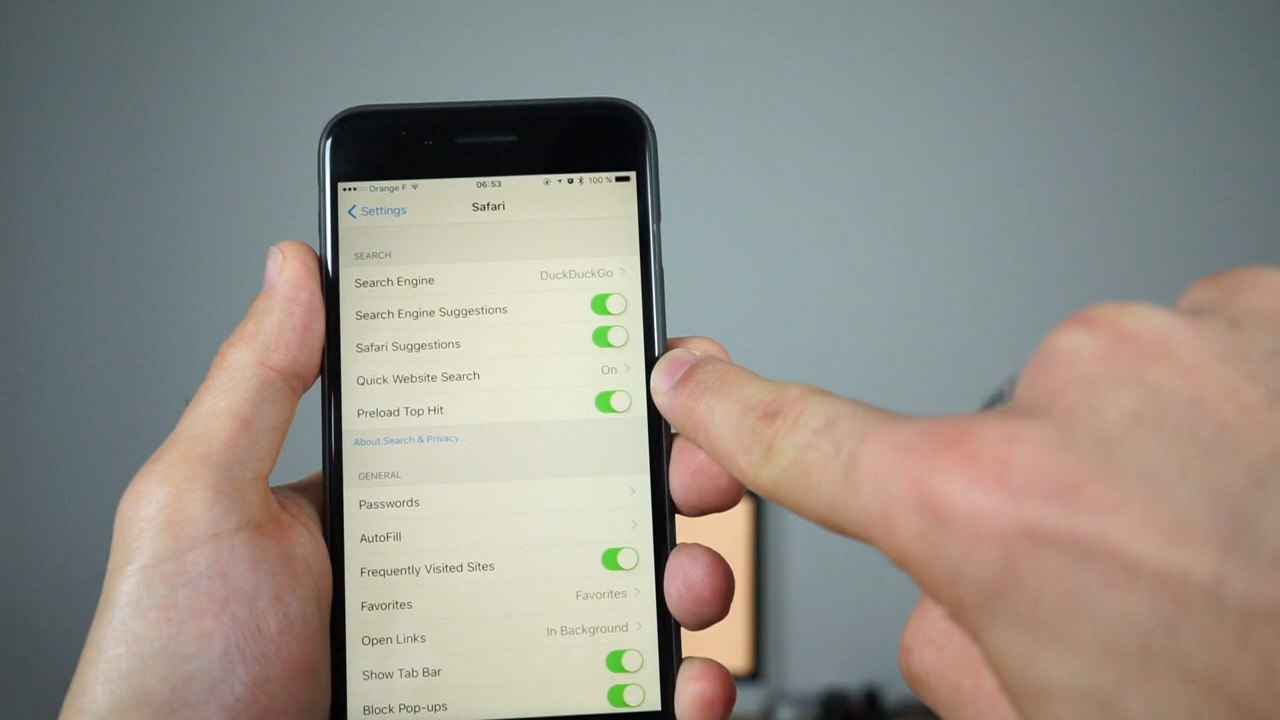 Orange F 06:53 100 %
Settings Safari
SEARCH
Search Engine DuckDuckGo
Search Engine Suggestions
Safari Suggestions
Quick Website Search On
Preload Top Hit
About Search & Privacy...
GENERAL
Passwords
AutoFill
Frequently Visited Sites
Favorites Favorites
Open Links In Background
Show Tab Bar
Block Pop-ups